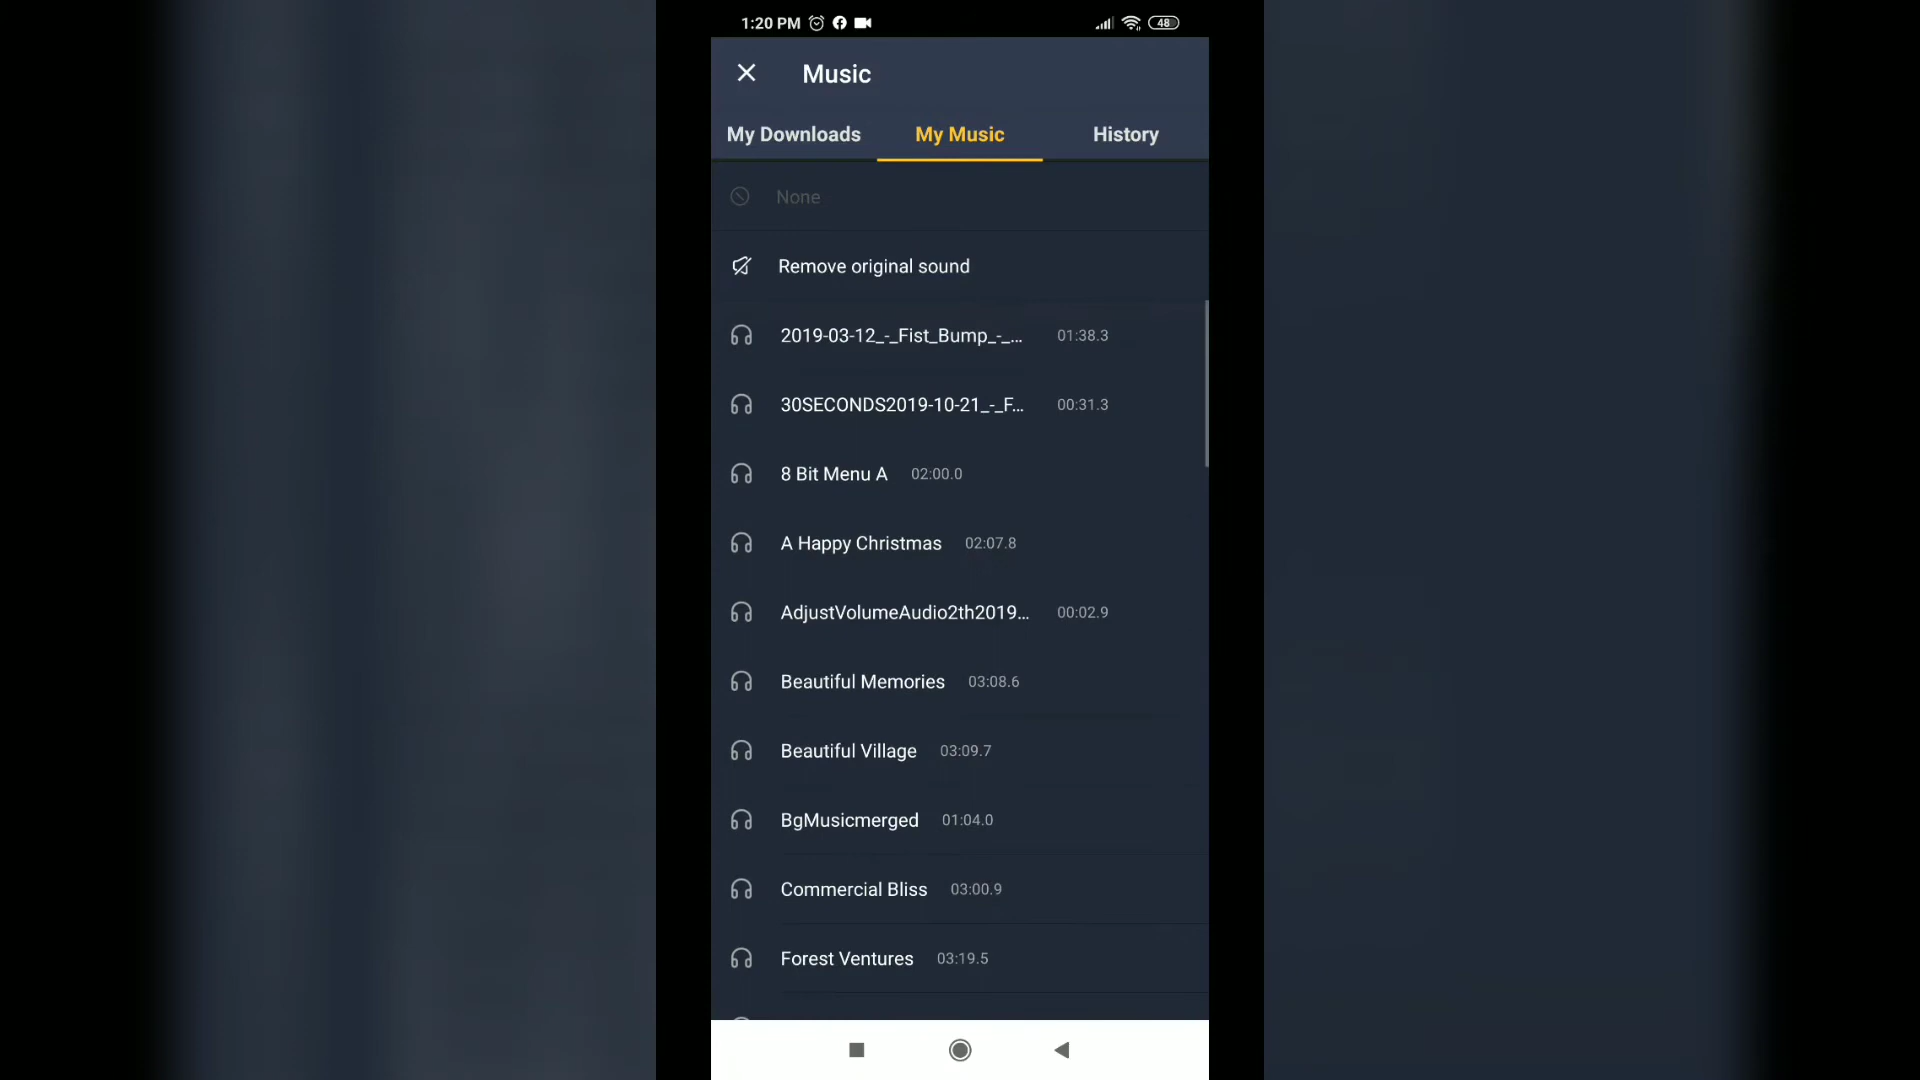 1:20 PM
48
Music
My Downloads
My Music
History
None
Remove original sound
2019-03-12_-_Fist_Bump_-_... 01:38.3
30SECONDS2019-10-21_-_F... 00:31.3
8 Bit Menu A 02:00.0
A Happy Christmas 02:07.8
AdjustVolumeAudio2th2019... 00:02.9
Beautiful Memories 03:08.6
Beautiful Village 03:09.7
BgMusicmerged 01:04.0
Commercial Bliss 03:00.9
Forest Ventures 03:19.5